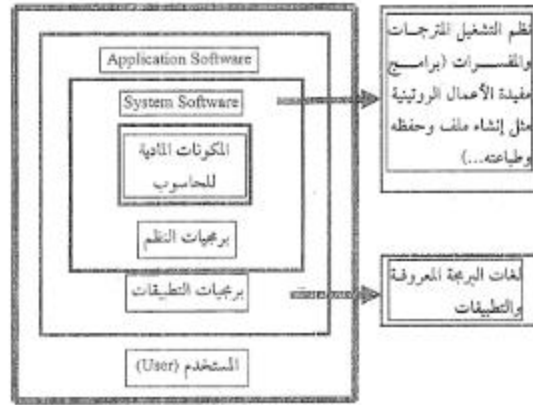 Application Software
System Software
المكونات المادية
للحاسوب
برمجيات النظم
برمجيات التطبيقات
المستخدم (User)
نظم التشغيل المترجمات
والمفسرات (برامج
مفيدة الأعمال الروتينية
مثل إنشاء ملف وحفظه
وطباعته...)
لغات البرمجة المعروفة
والتطبيقات